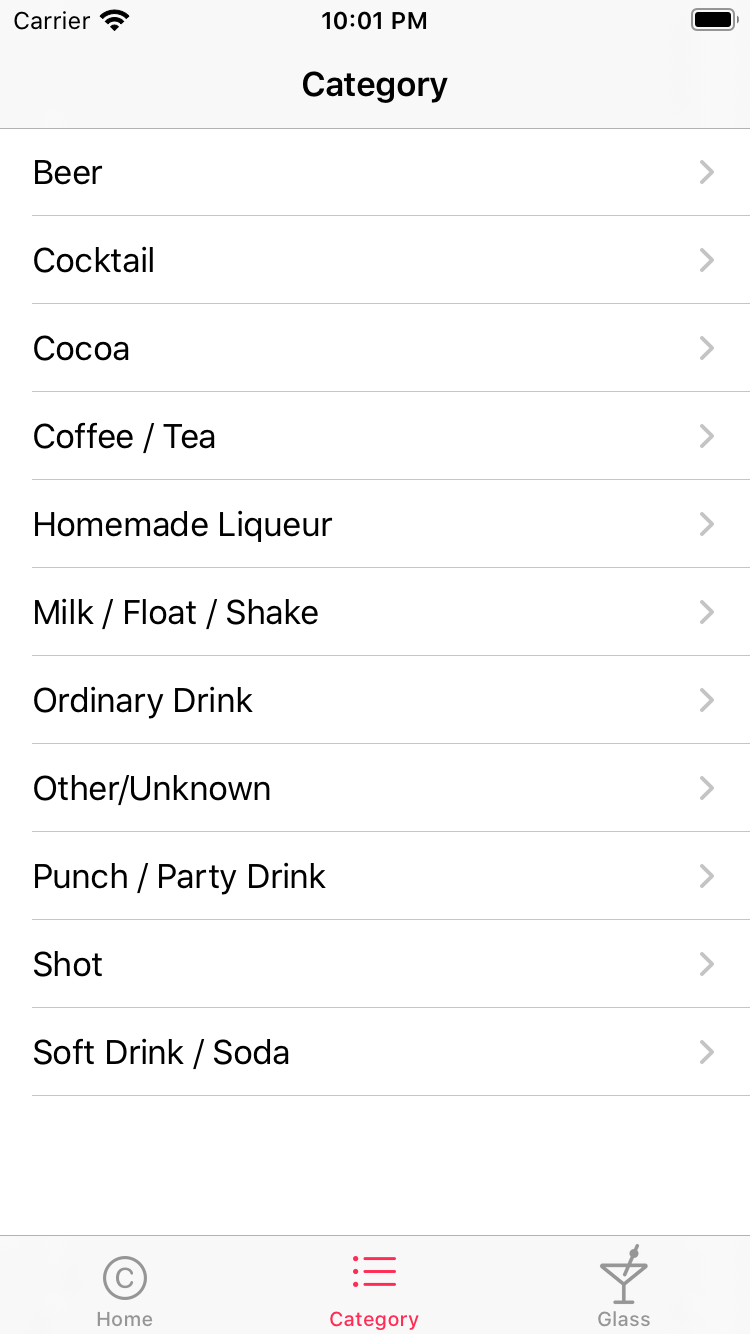 Carrier 10:01 PM
Category
Beer
Cocktail
Cocoa
Coffee / Tea
Homemade Liqueur
Milk / Float / Shake
Ordinary Drink
Other/Unknown
Punch / Party Drink
Shot
Soft Drink / Soda
C
Home Category Glass